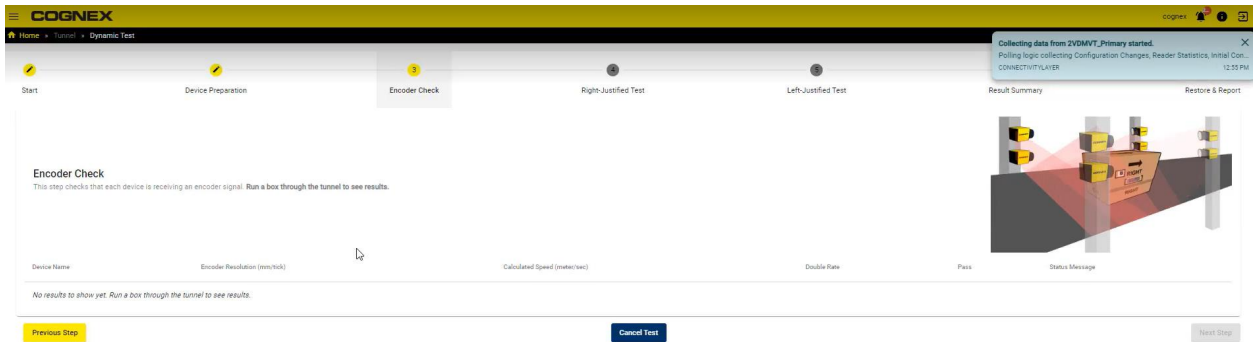 COGNEX
cognex
Home » Tunnel » Dynamic Test
Collecting data from 2VDMVT_Primary started.
Polling logic collecting Configuration Changes, Reader Statistics, Initial Con...
CONNECTIVITYLAYER
12:55 PM
3
4
5
Start
Device Preparation
Encoder Check
Right-Justified Test
Left-Justified Test
Result Summary
Restore & Report
Encoder Check
This step checks that each device is receiving an encoder signal. Run a box through the tunnel to see results.
RIGHT
Device Name
Encoder Resolution (mm/tick)
Calculated Speed (meter/sec)
Double Rate
Pass
Status Message
No results to show yet. Run a box through the tunnel to see results.
Previous Step
Cancel Test
Next Step